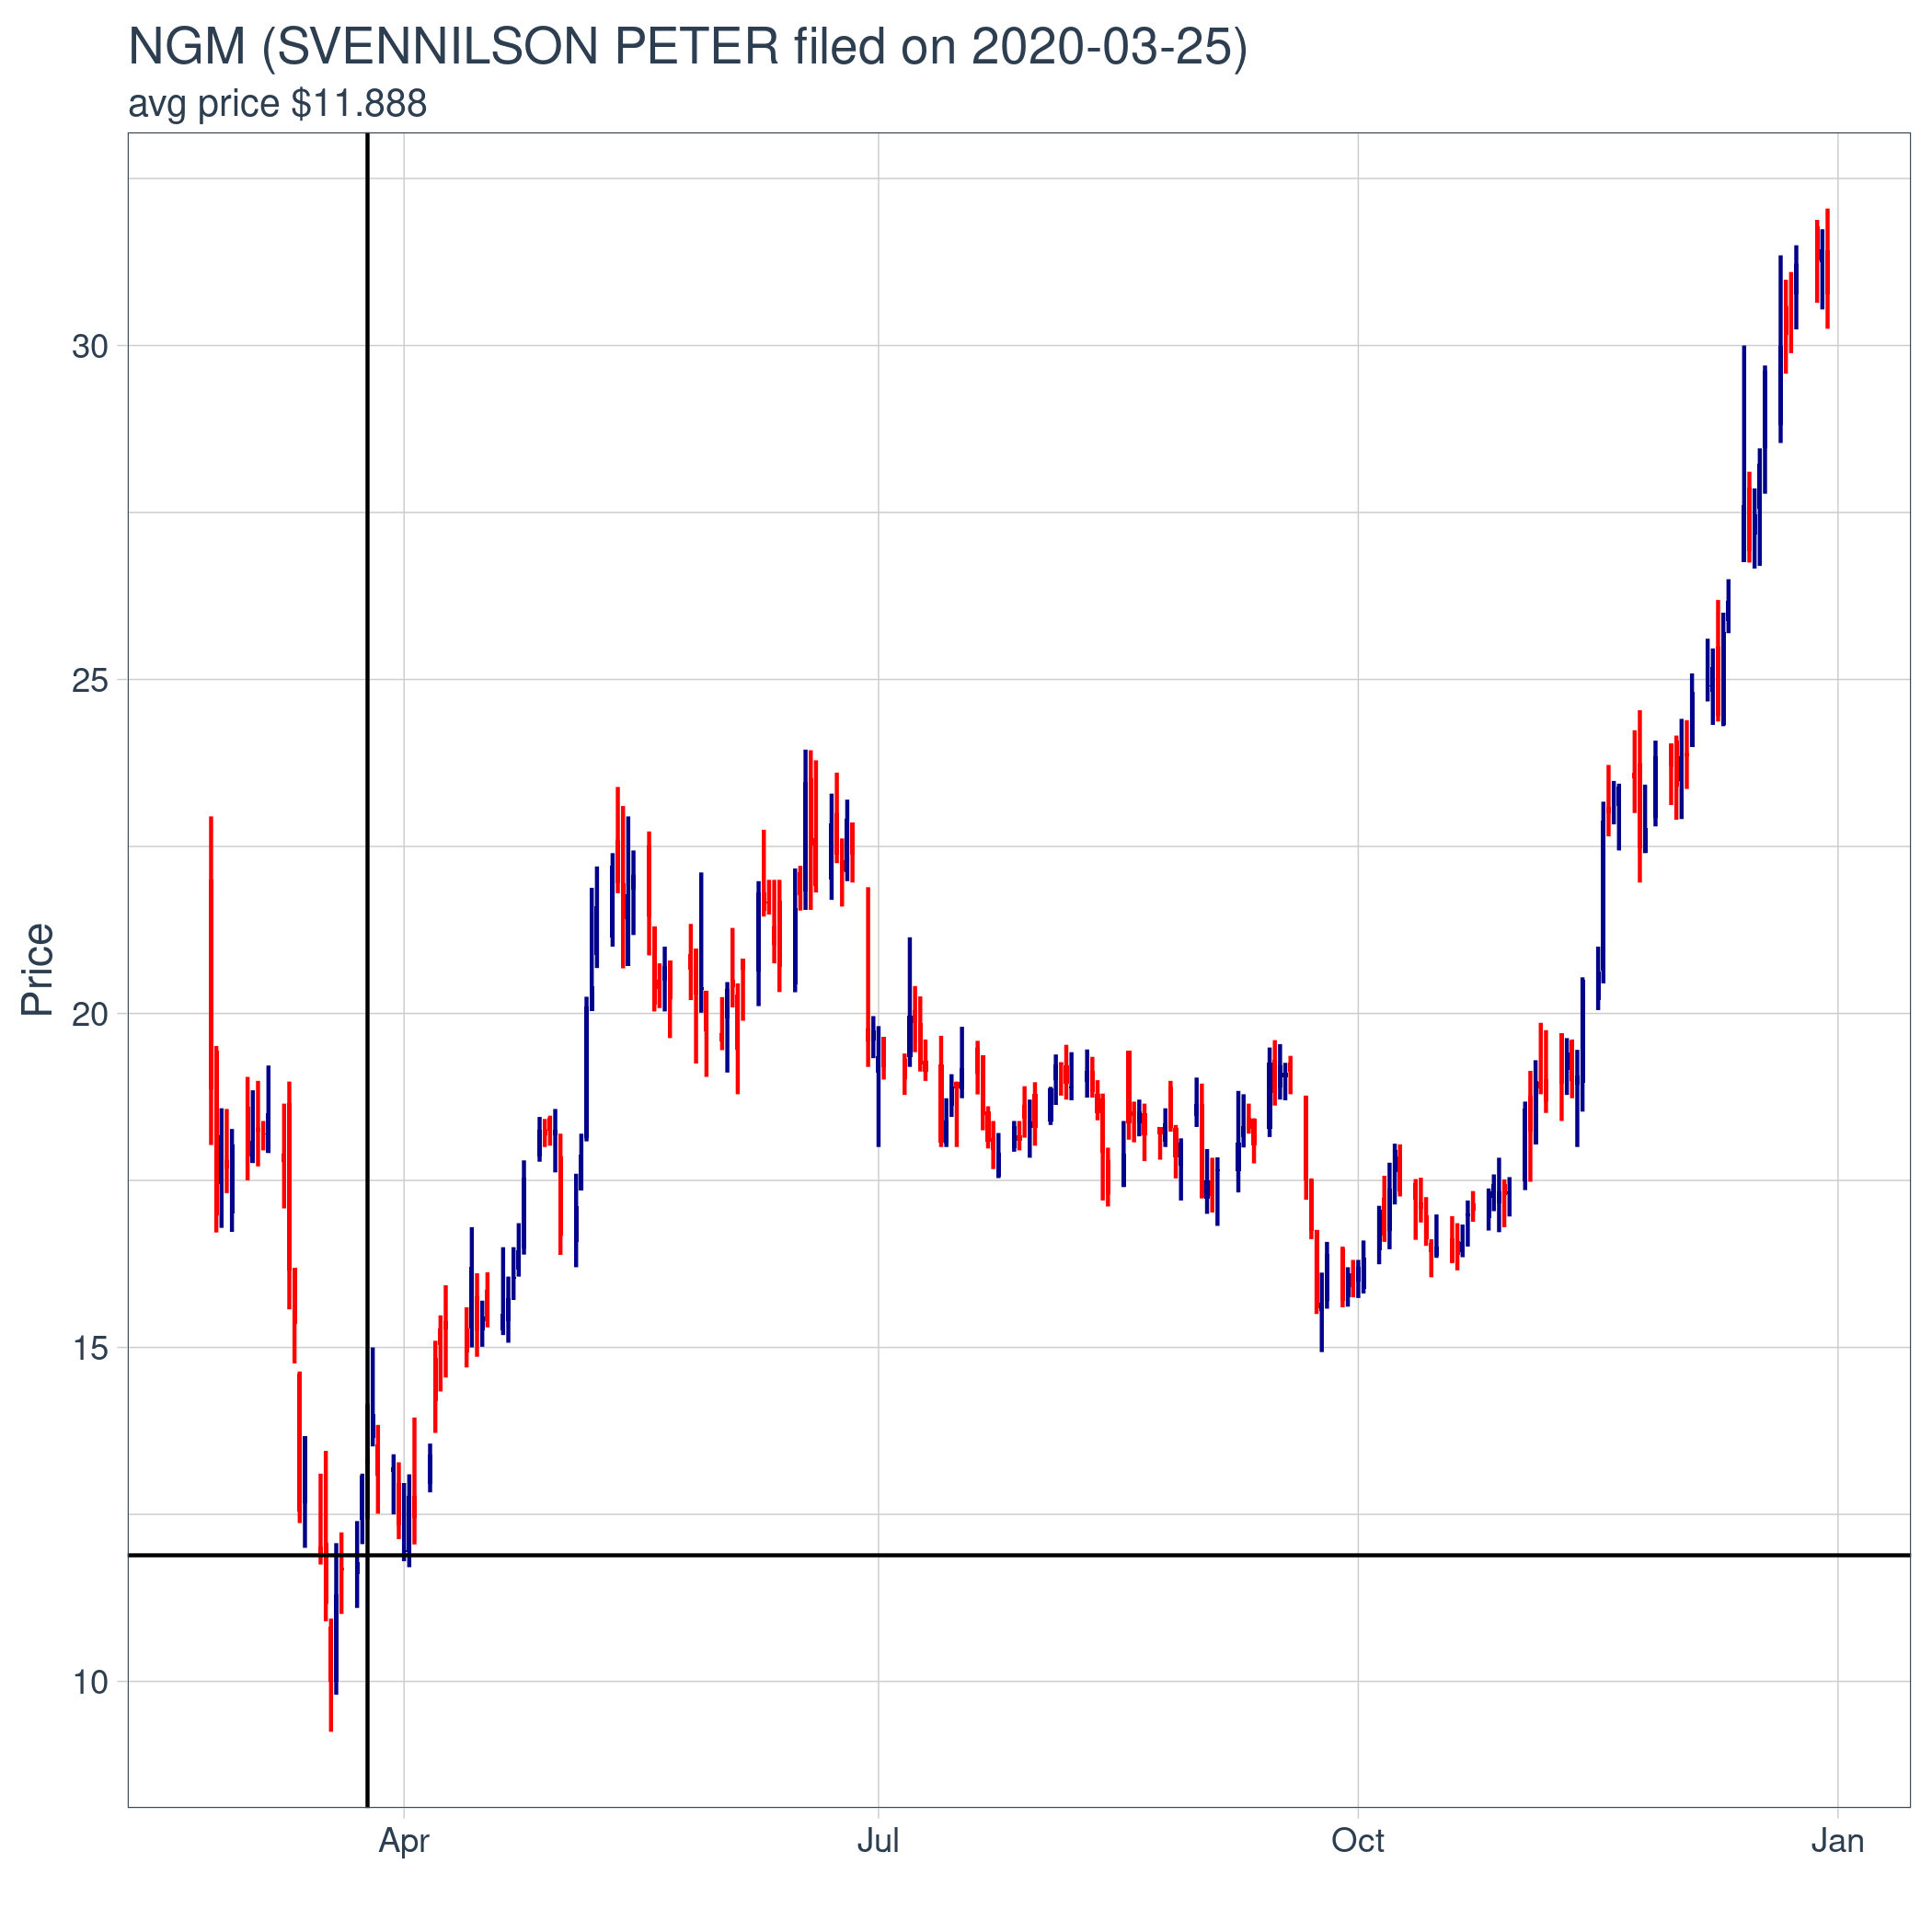 NGM (SVENNILSON PETER filed on 2020-03-25)
avg price $11.888
Price
30
25
20
15
10
Apr
Jul
Oct
Jan